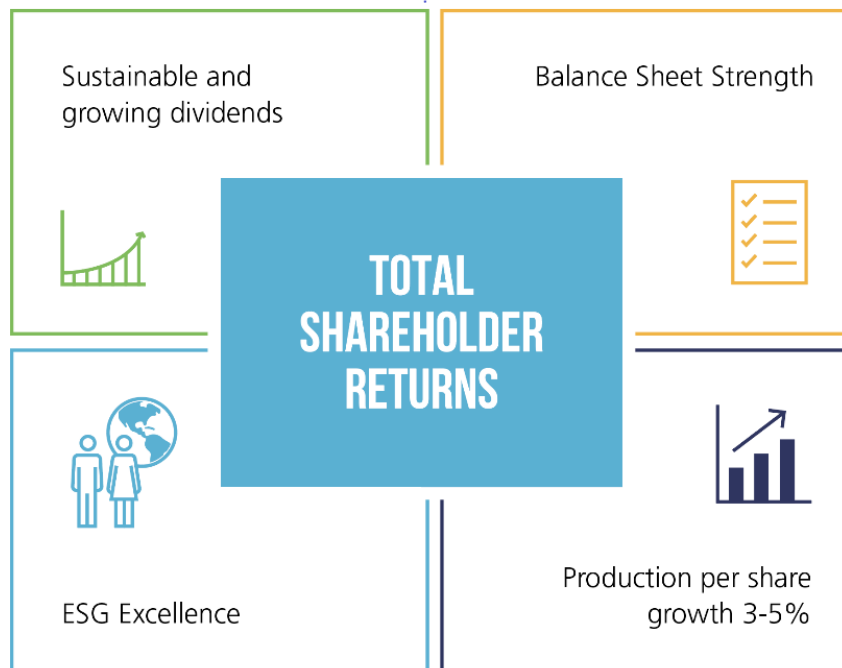 Sustainable and
growing dividends
Balance Sheet Strength
TOTAL
SHAREHOLDER
RETURNS
ESG Excellence
Production per share
growth 3-5%